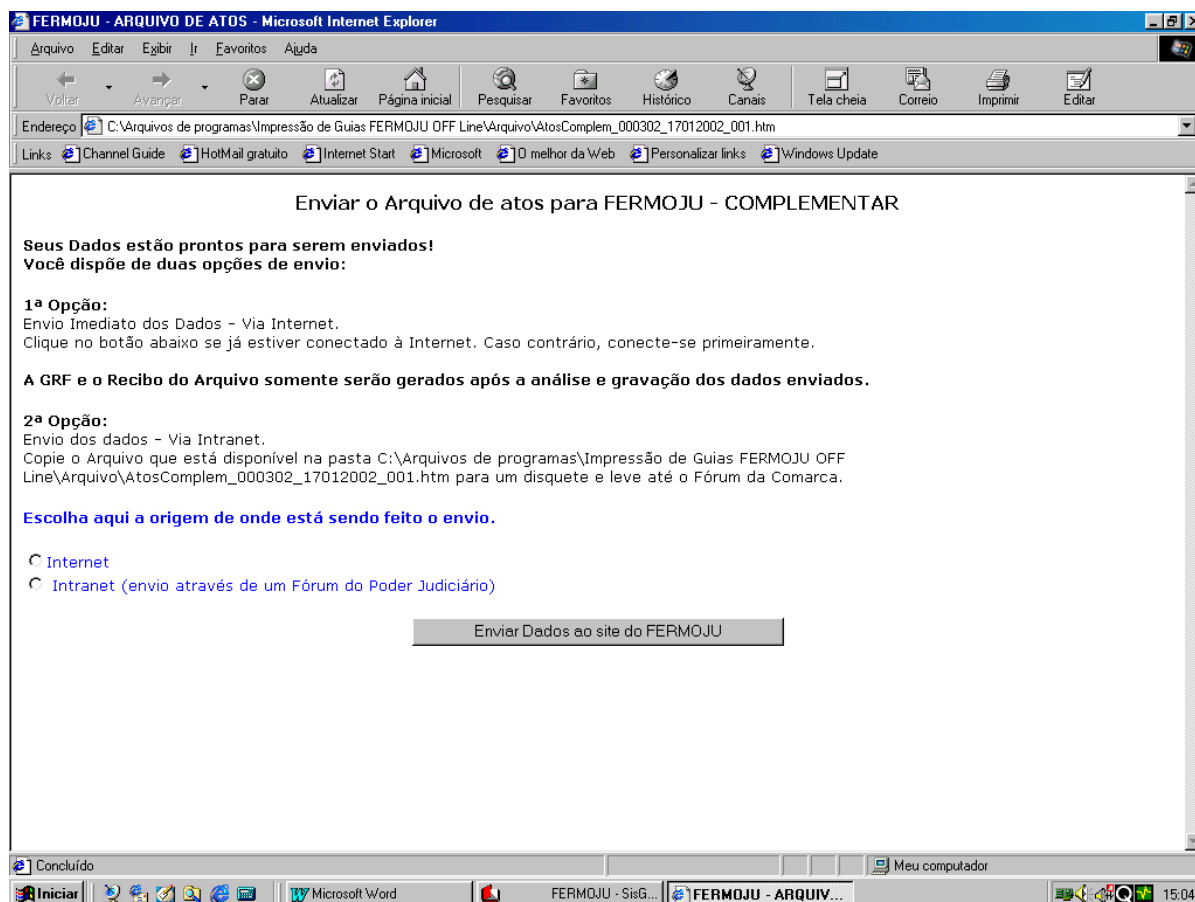 FERMOJU - ARQUIVO DE ATOS - Microsoft Internet Explorer
Arquivo Editar Exibir Ir Favoritos Ajuda
Voltar Avançar Parar Atualizar Página inicial Pesquisar Favoritos Histórico Canais Tela cheia Correio Imprimir Editar
Endereço C:\Arquivos de programas\Impressão de Guias FERMOJU OFF Line\Arquivo\AtosComplem_000302_17012002_001.htm
Links Channel Guide HotMail gratuito Internet Start Microsoft O melhor da Web Personalizar links Windows Update
Enviar o Arquivo de atos para FERMOJU - COMPLEMENTAR
Seus Dados estão prontos para serem enviados!
Você dispõe de duas opções de envio:
1ª Opção:
Envio Imediato dos Dados - Via Internet.
Clique no botão abaixo se já estiver conectado à Internet. Caso contrário, conecte-se primeiramente.
A GRF e o Recibo do Arquivo somente serão gerados após a análise e gravação dos dados enviados.
2ª Opção:
Envio dos dados - Via Intranet.
Copie o Arquivo que está disponível na pasta C:\Arquivos de programas\Impressão de Guias FERMOJU OFF
Line\Arquivo\AtosComplem_000302_17012002_001.htm para um disquete e leve até o Fórum da Comarca.
Escolha aqui a origem de onde está sendo feito o envio.
Internet
Intranet (envio através de um Fórum do Poder Judiciário)
Enviar Dados ao site do FERMOJU
Concluído Meu computador
Iniciar Microsoft Word FERMOJU - SisG... FERMOJU - ARQUIV... 15:04